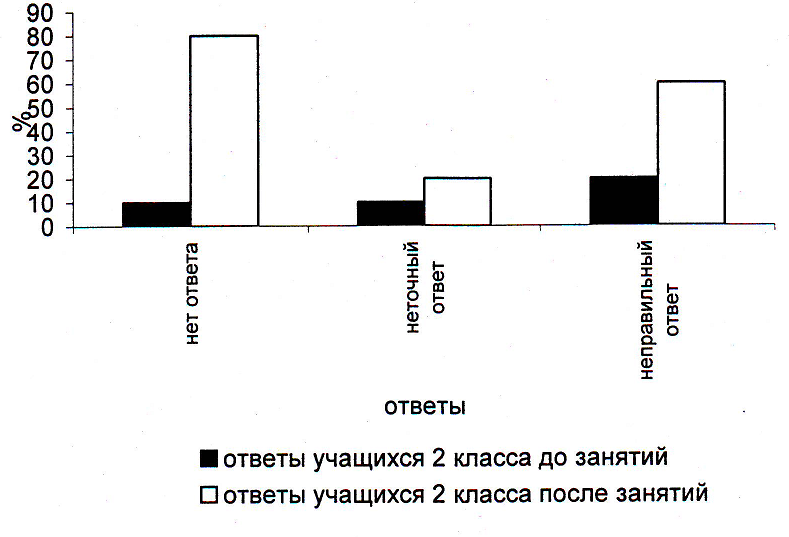 90
80
70
60
50
40
30
20
10
0
%
нет ответа
неточный
ответ
неправильный
ответ
ответы
ответы учащихся 2 класса до занятий
ответы учащихся 2 класса после занятий